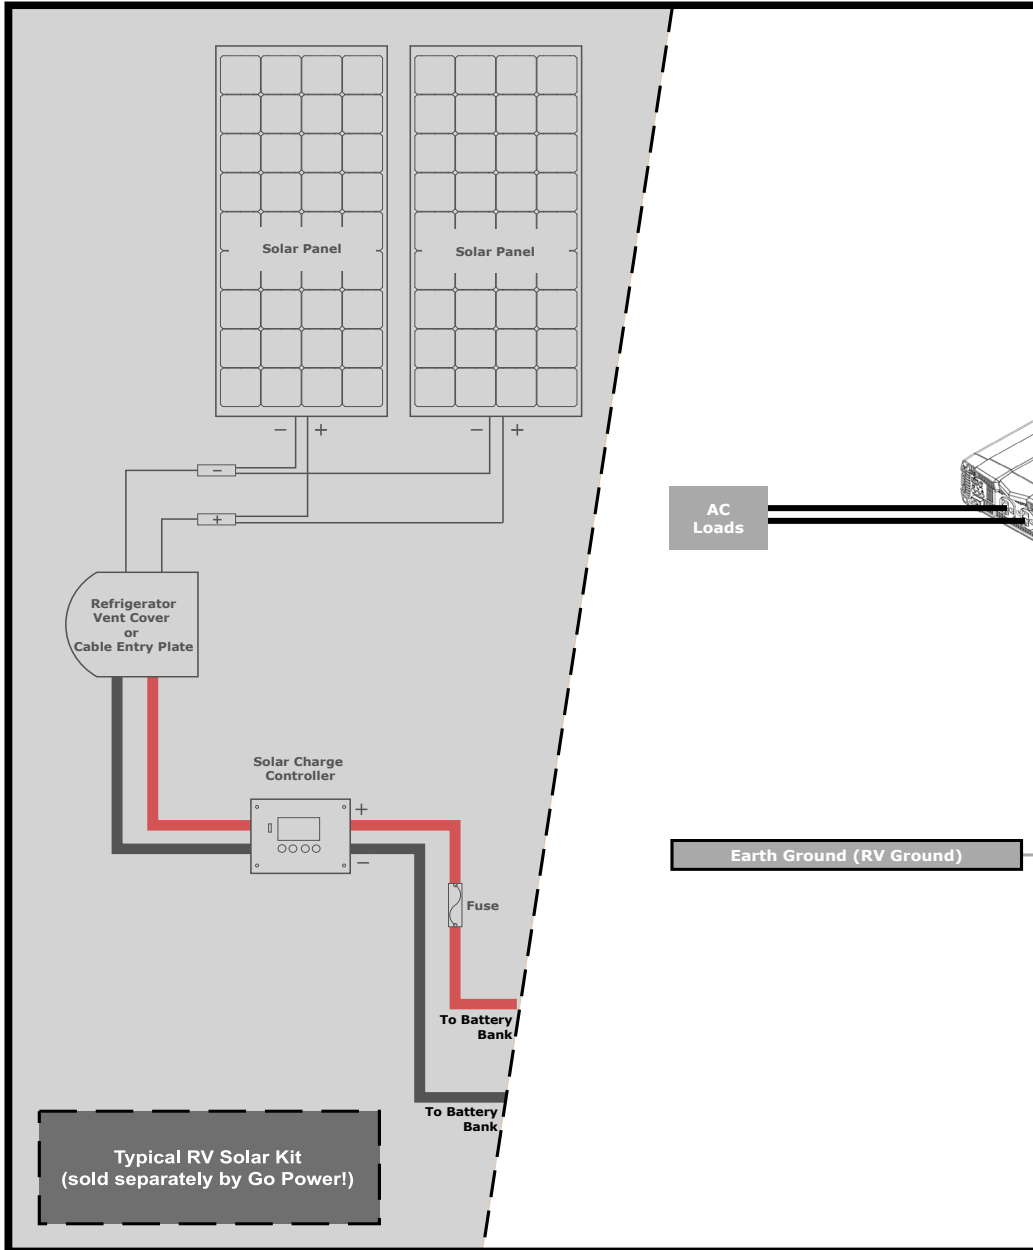 Solar Panel
Solar Panel
−
+
−
+
−
+
AC
Loads
Refrigerator
Vent Cover
or
Cable Entry Plate
Solar Charge
Controller
+
−
Earth Ground (RV Ground)
Fuse
To Battery
Bank
To Battery
Bank
Typical RV Solar Kit
(sold separately by Go Power!)